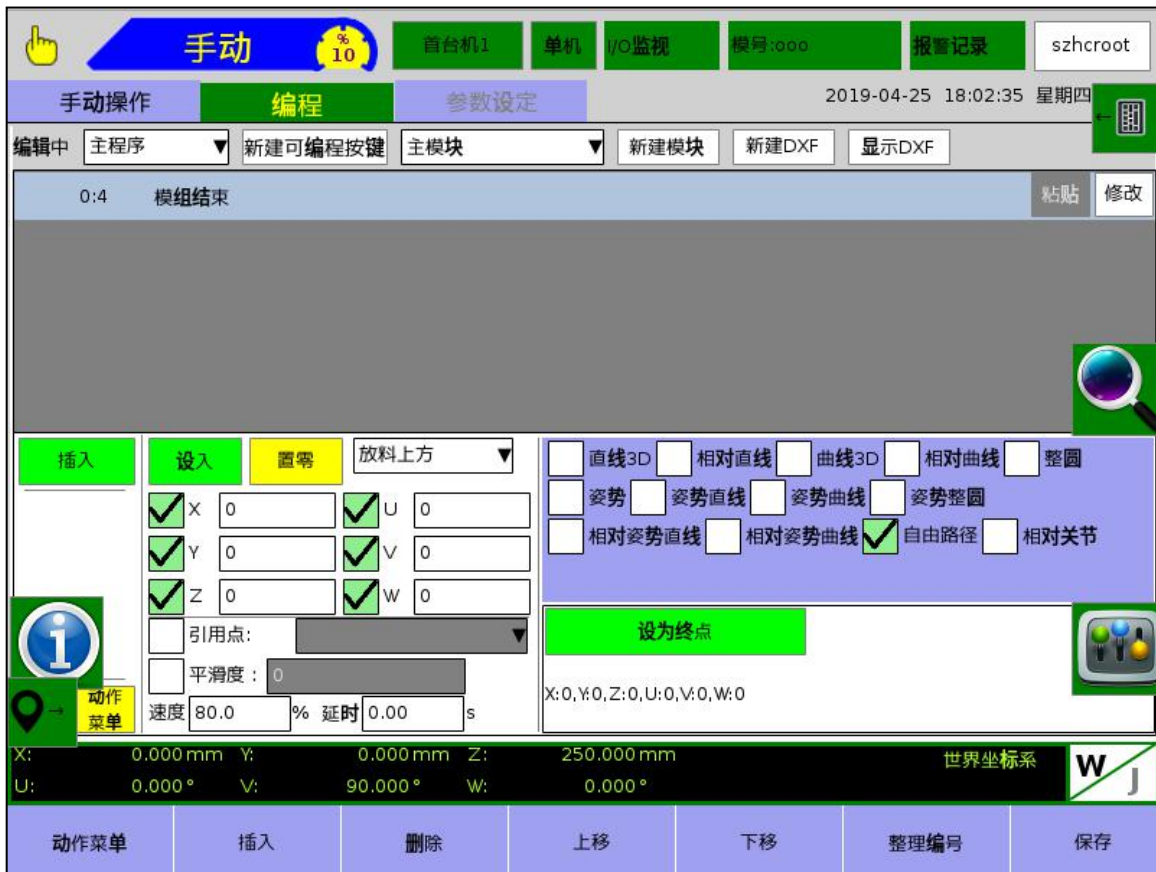 手动 % 10 首台机1 单机 I/O监视 模号:ooo 报警记录 szhcroot
手动操作 编程 参数设定 2019-04-25 18:02:35 星期四
编辑中 主程序 新建可编程按键 主模块 新建模块 新建DXF 显示DXF
0:4 模组结束 粘贴 修改
插入 设入 置零 放料上方
直线3D 相对直线 曲线3D 相对曲线 整圆
姿势 姿势直线 姿势曲线 姿势整圆
相对姿势直线 相对姿势曲线 自由路径 相对关节
X 0 U 0
Y 0 V 0
Z 0 W 0
引用点:
平滑度: 0
速度 80.0 % 延时 0.00 s
动作
菜单
设为终点
X:0,Y:0,Z:0,U:0,V:0,W:0
X: 0.000mm Y: 0.000mm Z: 250.000mm 世界坐标系 W J
U: 0.000° V: 90.000° W: 0.000°
动作菜单 插入 删除 上移 下移 整理编号 保存